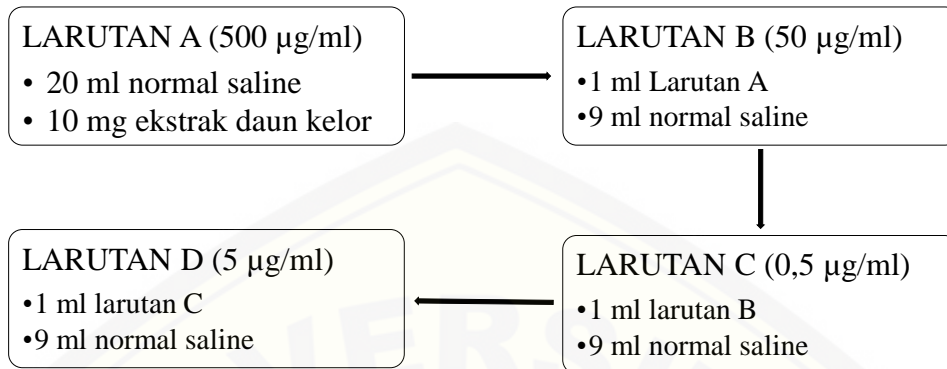 LARUTAN A (500 µg/ml)
• 20 ml normal saline
• 10 mg ekstrak daun kelor
LARUTAN B (50 µg/ml)
•1 ml Larutan A
•9 ml normal saline
LARUTAN C (0,5 µg/ml)
•1 ml larutan B
•9 ml normal saline
LARUTAN D (5 µg/ml)
•1 ml larutan C
•9 ml normal saline